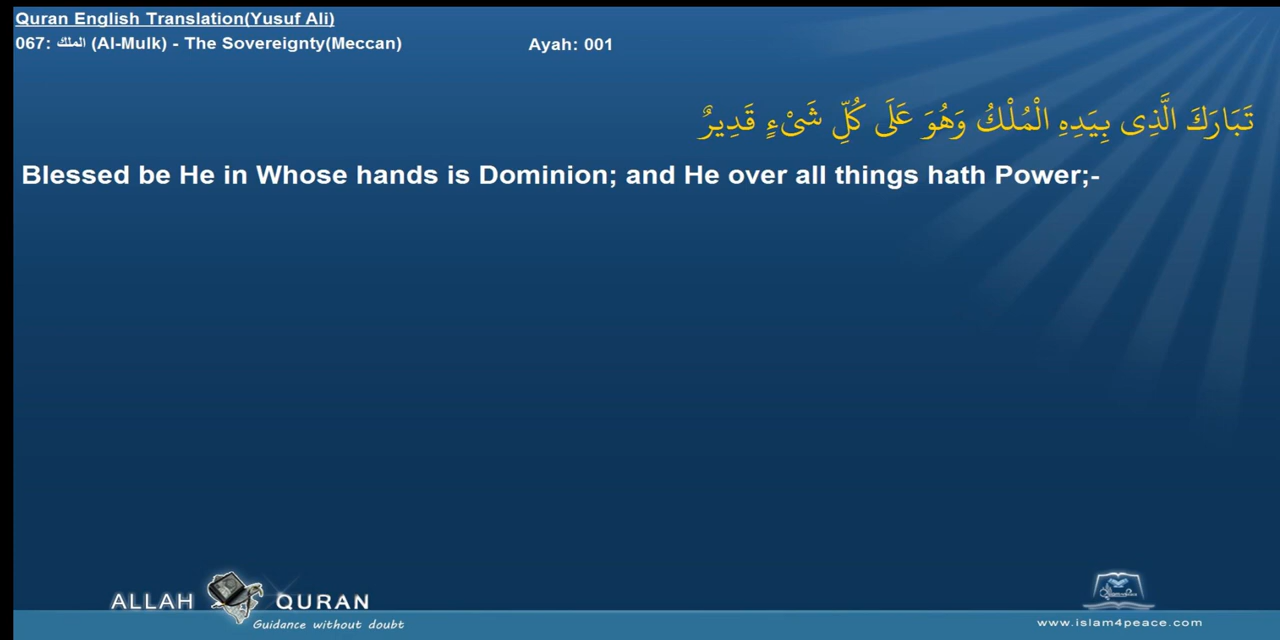 Quran English Translation(Yusuf Ali)
067: الملك (Al-Mulk) - The Sovereignty(Meccan) Ayah: 001
تَبَارَكَ الَّذِى بِيَدِهِ الْمُلْكُ وَهُوَ عَلَى كُلِّ شَىْءٍ قَدِيرٌ
Blessed be He in Whose hands is Dominion; and He over all things hath Power;-
ALLAH QURAN
Guidance without doubt
www.islam4peace.com